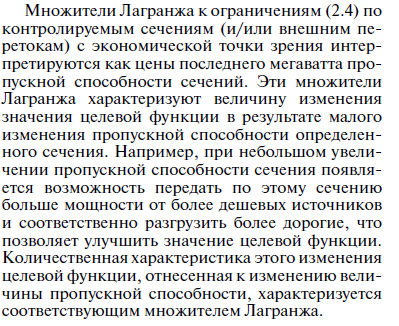 Множители Лагранжа к ограничениям (2.4) по
контролируемым сечениям (и/или внешним пе-
ретокам) с экономической точки зрения интер-
претируются как цены последнего мегаватта про-
пускной способности сечений. Эти множители
Лагранжа характеризуют величину изменения
значения целевой функции в результате малого
изменения пропускной способности определен-
ного сечения. Например, при небольшом увели-
чении пропускной способности сечения появля-
ется возможность передать по этому сечению
больше мощности от более дешевых источников
и соответственно разгрузить более дорогие, что
позволяет улучшить значение целевой функции.
Количественная характеристика этого изменения
целевой функции, отнесенная к изменению вели-
чины пропускной способности, характеризуется
соответствующим множителем Лагранжа.